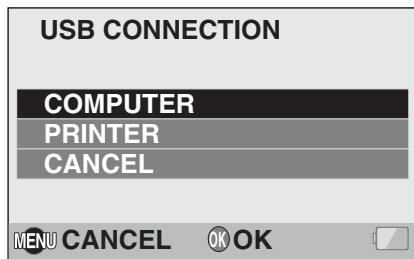 USB CONNECTION
COMPUTER
PRINTER
CANCEL
MENU CANCEL OK OK